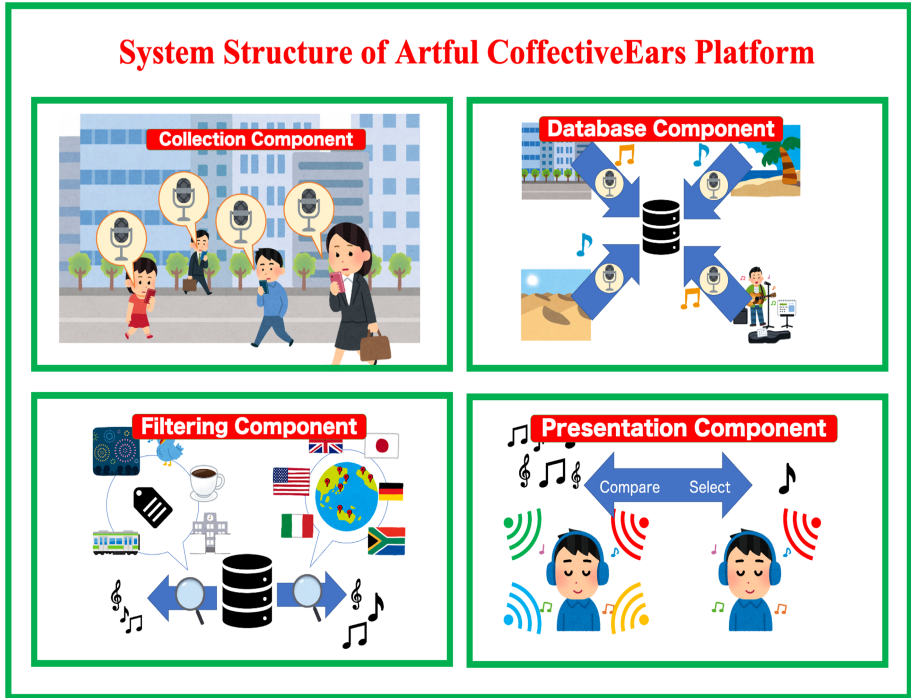 System Structure of Artful CoffectiveEars Platform
Collection Component
Database Component
Filtering Component
Presentation Component
Compare Select